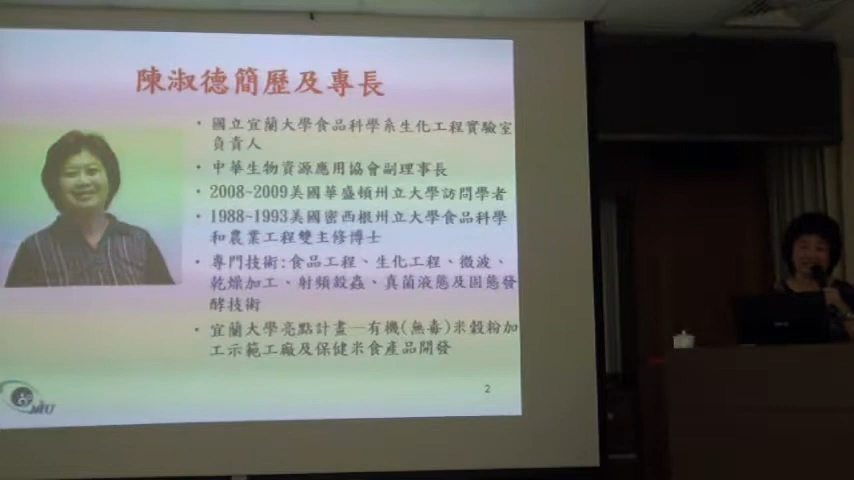 陳淑德簡歷及專長
• 國立宜蘭大學食品科學系生化工程實驗室
負責人
• 中華生物資源應用協會副理事長
• 2008~2009美國華盛頓州立大學訪問學者
• 1988~1993美國密西根州立大學食品科學
和農業工程雙主修博士
• 專門技術:食品工程、生化工程、微波、
乾燥加工、射頻殺蟲、真菌液態及固態發
酵技術
• 宜蘭大學亮點計畫—有機(無毒)米穀粉加
工示範工廠及保健米食產品開發
2